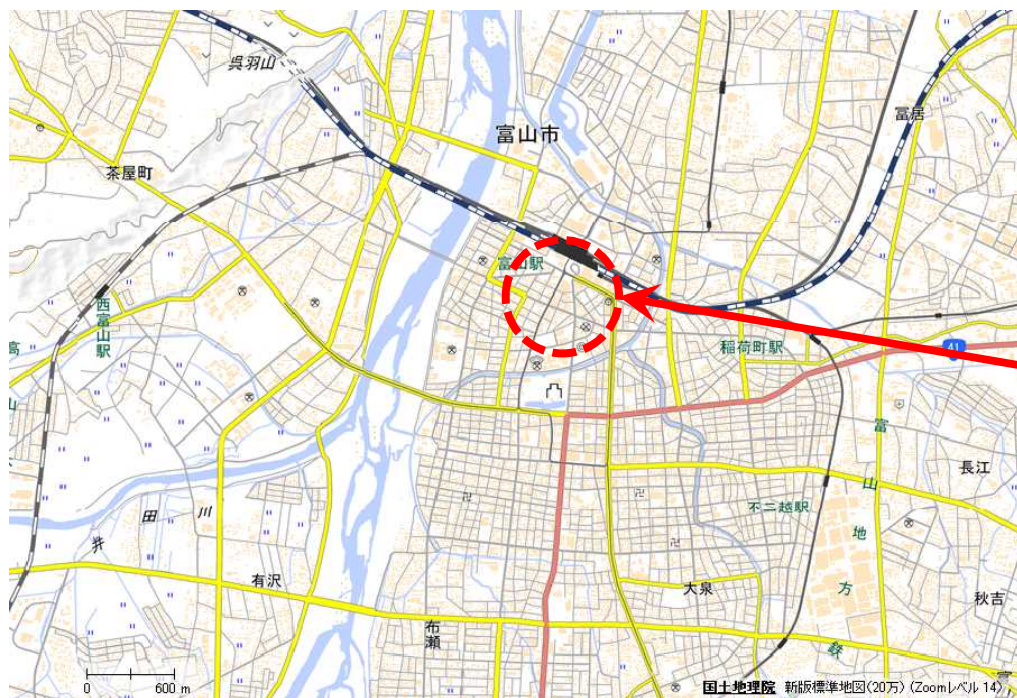 呉羽山
富山市
冨居
茶屋町
富山駅
西富山駅
稲荷町駅
41
高
山
富
山
地
方
鉄
長江
不二越駅
井
田
川
有沢
大泉
秋吉
布瀬
0 600 m
国土地理院 新版標準地図(20万) (Zoomレベル 14)